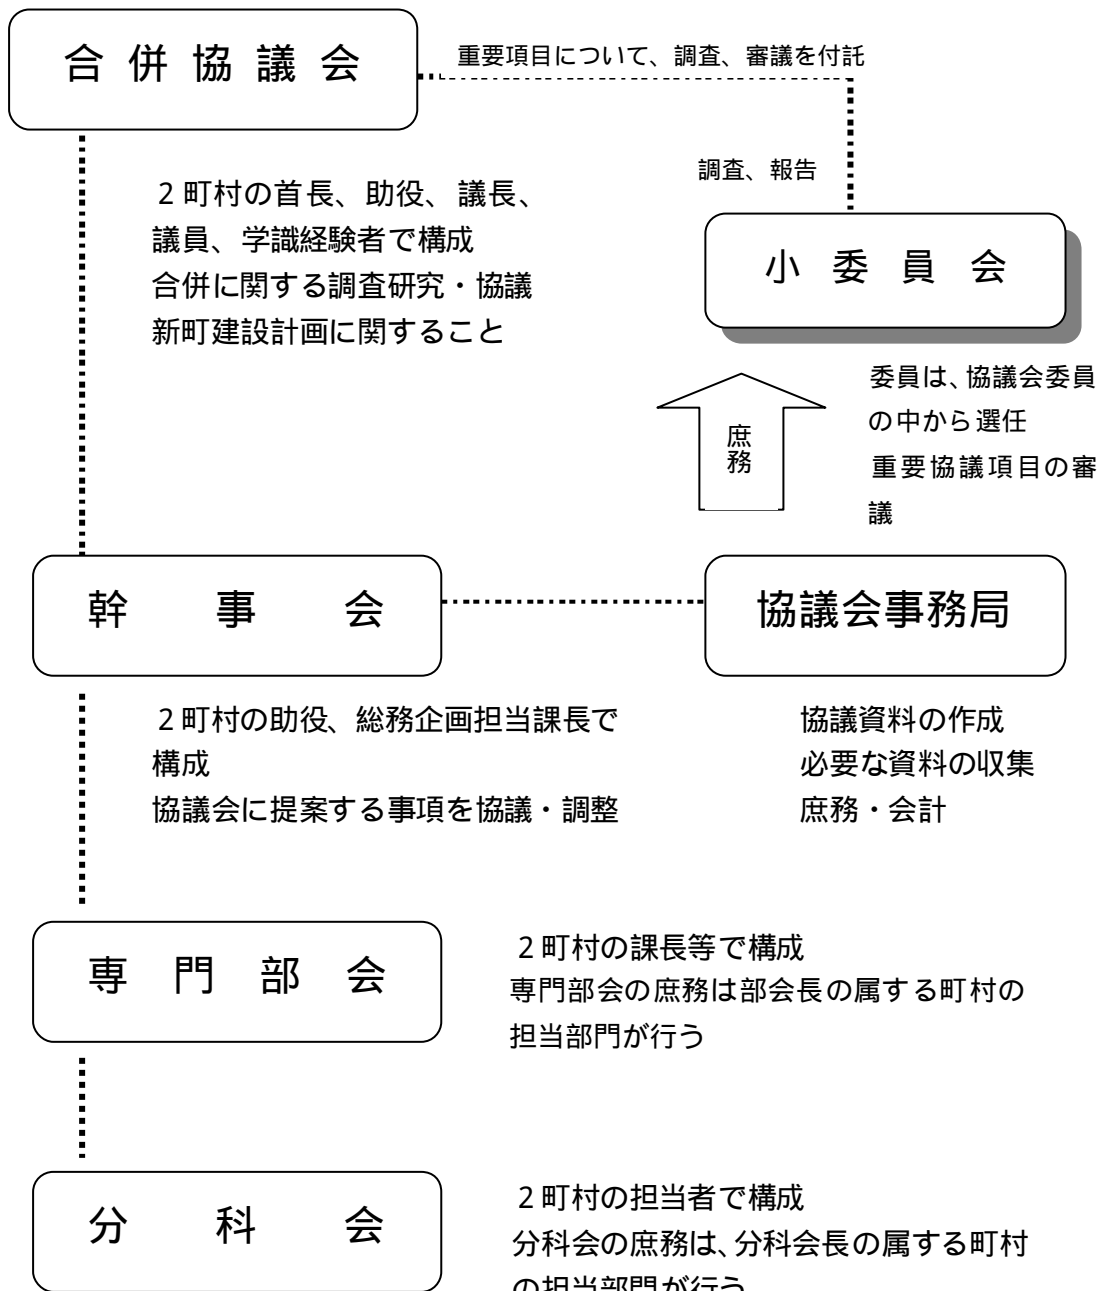 合併協議会
重要項目について、調査、審議を付託
調査、報告
2町村の首長、助役、議長、
議員、学識経験者で構成
合併に関する調査研究・協議
新町建設計画に関すること
小委員会
委員は、協議会委員
の中から選任
重要協議項目の審
議
庶務
幹事会
協議会事務局
2町村の助役、総務企画担当課長で
構成
協議会に提案する事項を協議・調整
協議資料の作成
必要な資料の収集
庶務・会計
専門部会
2町村の課長等で構成
専門部会の庶務は部会長の属する町村の
担当部門が行う
分科会
2町村の担当者で構成
分科会の庶務は、分科会長の属する町村
の担当部門が行う